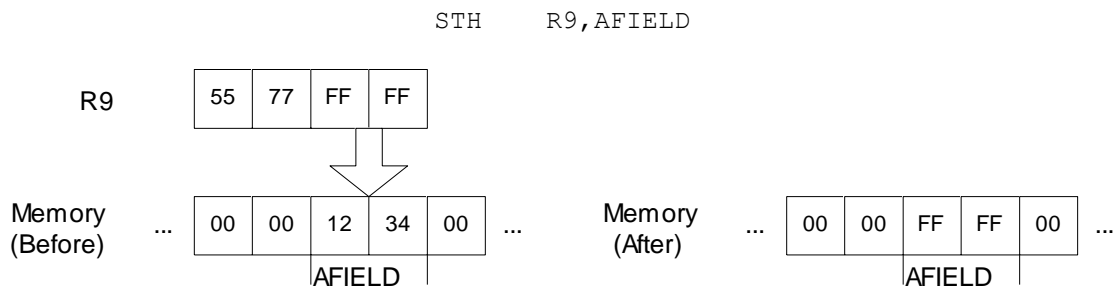 STH R9,AFIELD
R9 55 77 FF FF
Memory (Before) ... 00 00 12 34 00 ... Memory (After) ... 00 00 FF FF 00 ...
AFIELD AFIELD